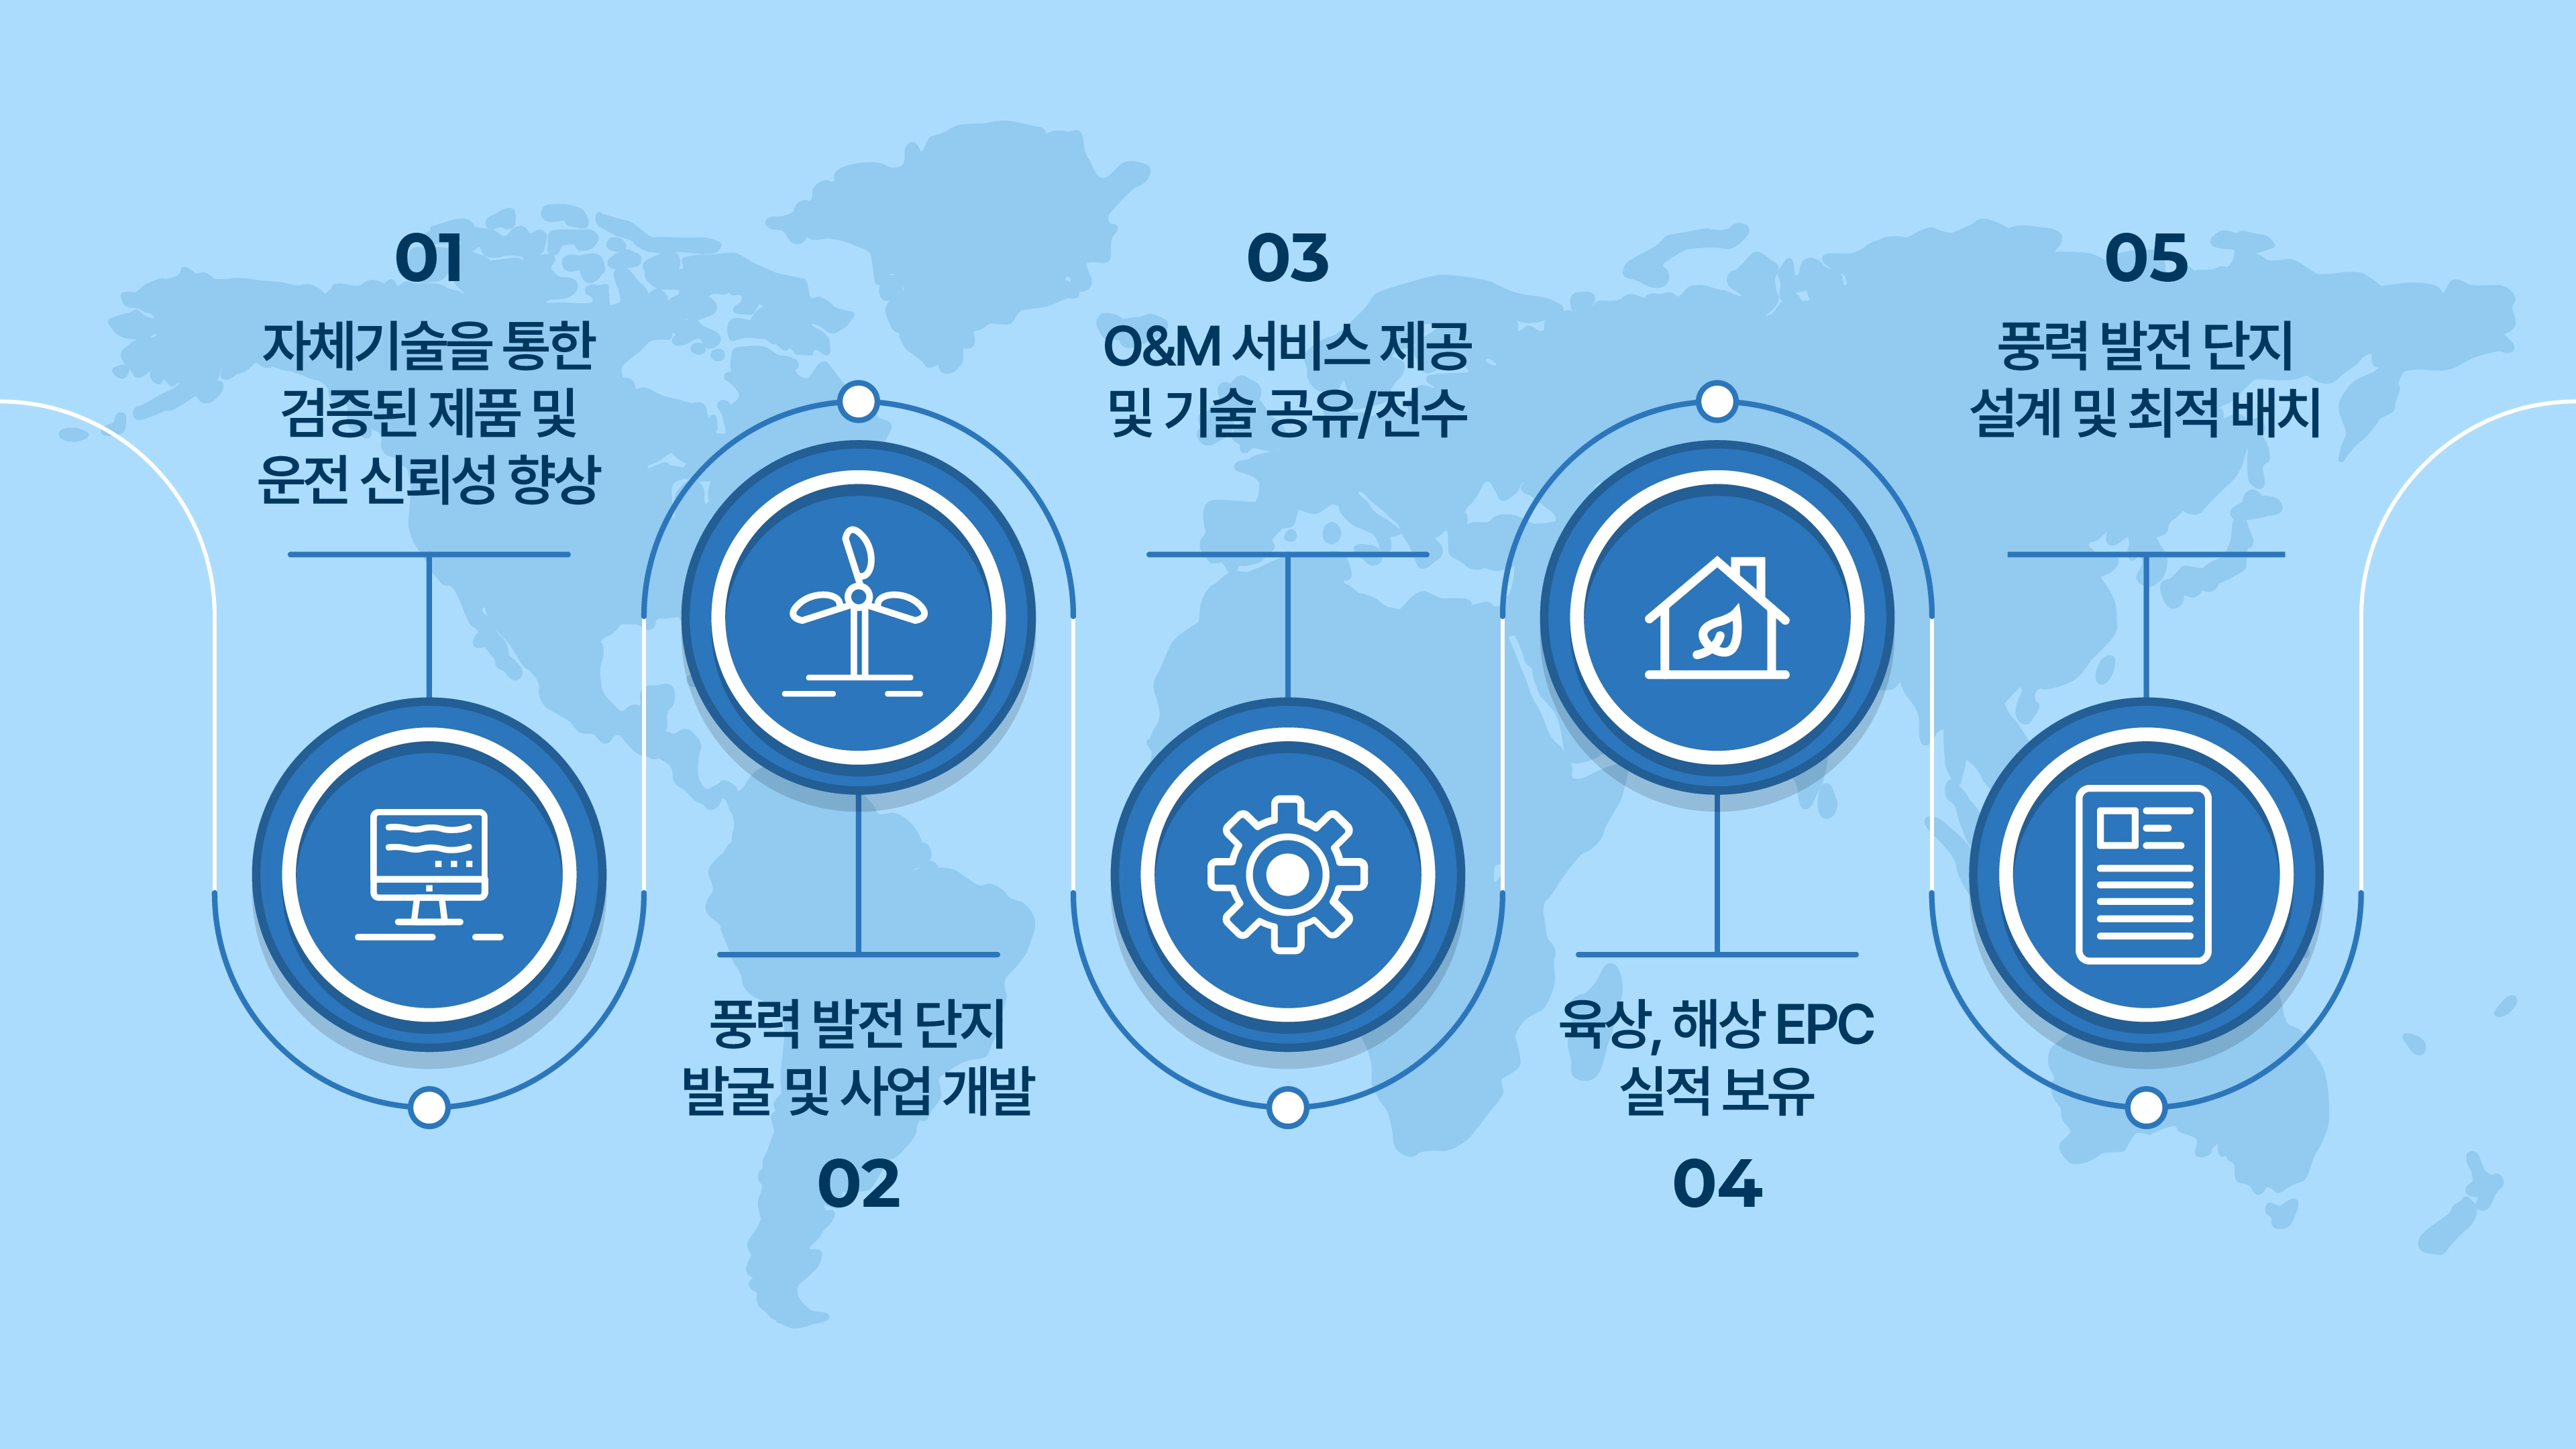 01
자체기술을 통한
검증된 제품 및
운전 신뢰성 향상
풍력 발전 단지
발굴 및 사업 개발
02
03
O&M 서비스 제공
및 기술 공유/전수
육상, 해상 EPC
실적 보유
04
05
풍력 발전 단지
설계 및 최적 배치